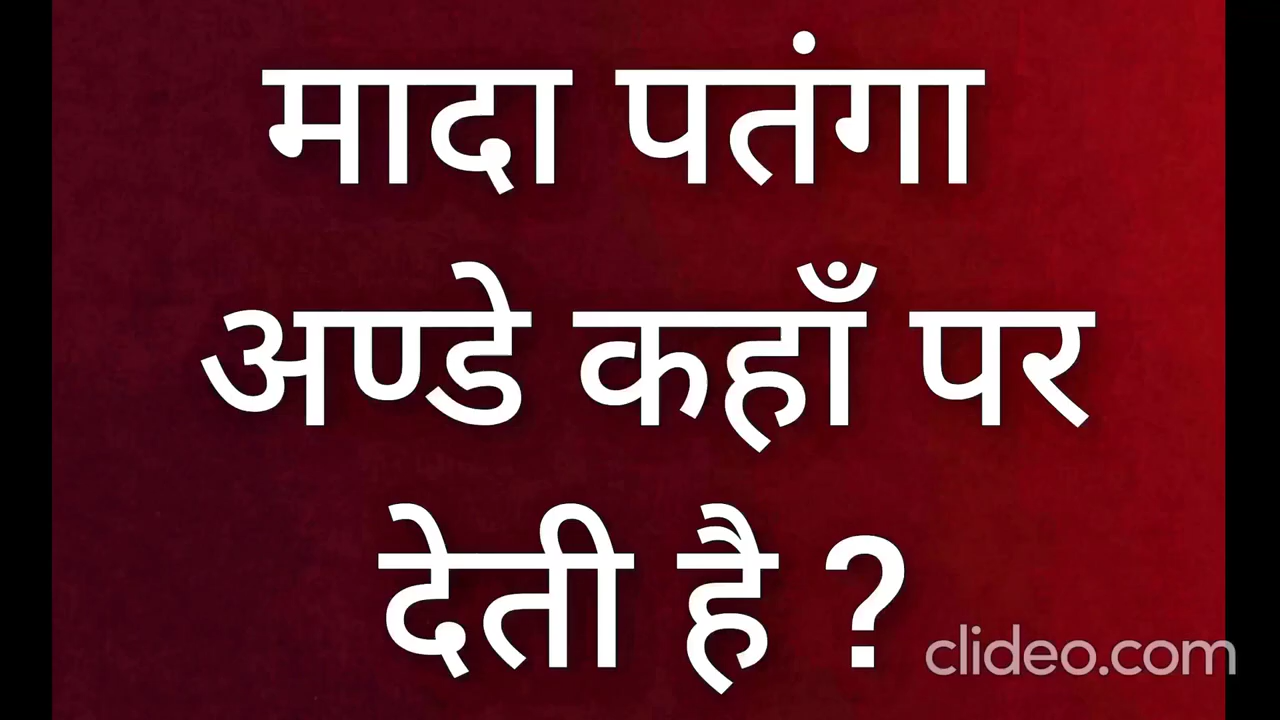 मादा पतंगा
अण्डे कहाँ पर
देती है ?
clideo.com